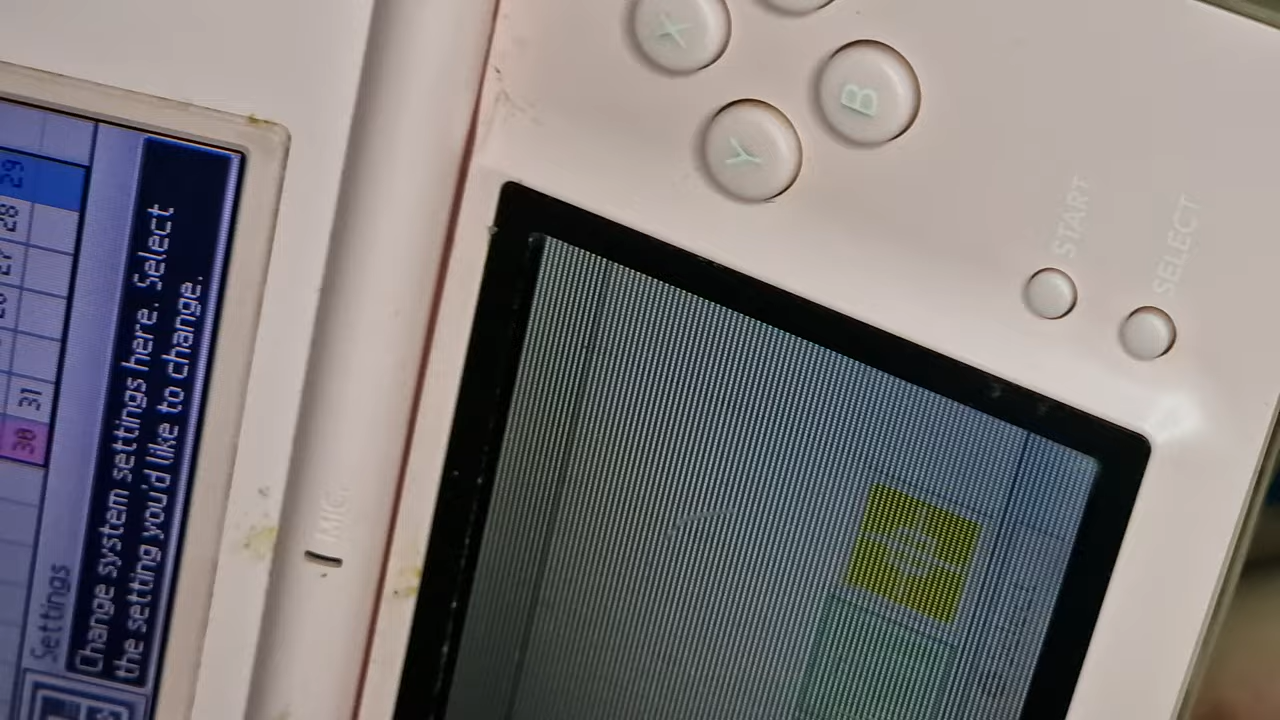 29
28
27
31
30
Settings
Change system settings here. Select
the setting you'd like to change.
MIC.
X
B
Y
START
SELECT